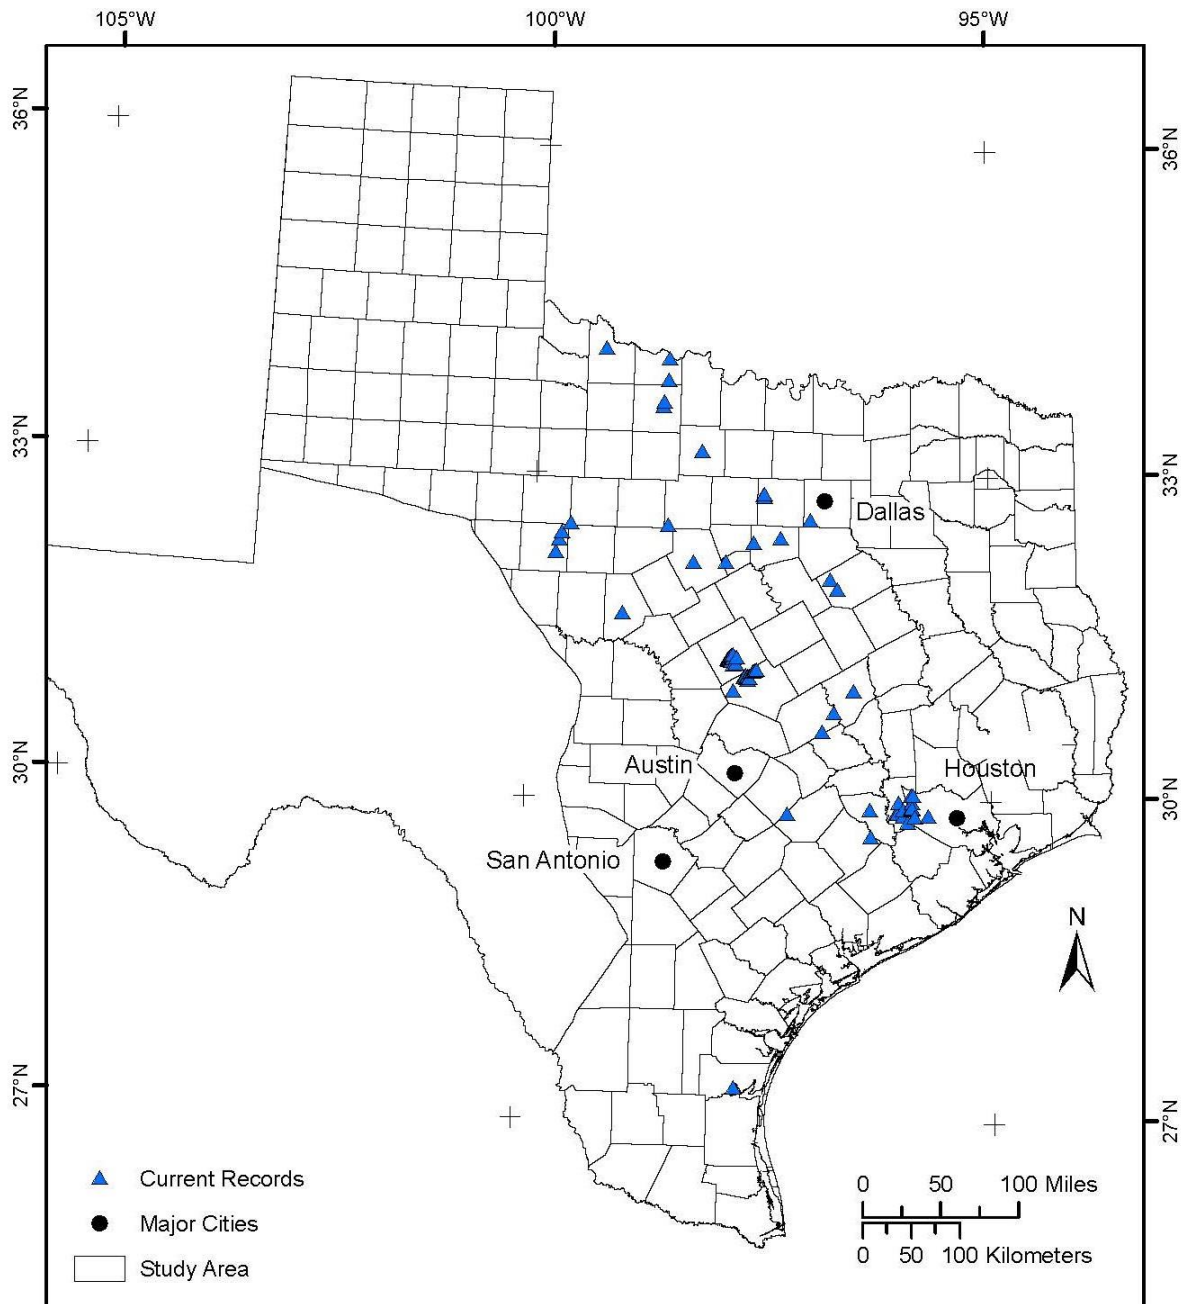 105°W 100°W 95°W
36°N
36°N
33°N
33°N
Dallas
30°N
30°N
Austin
Houston
San Antonio
N
27°N
27°N
Current Records
Major Cities
Study Area
0 50 100 Miles
0 50 100 Kilometers